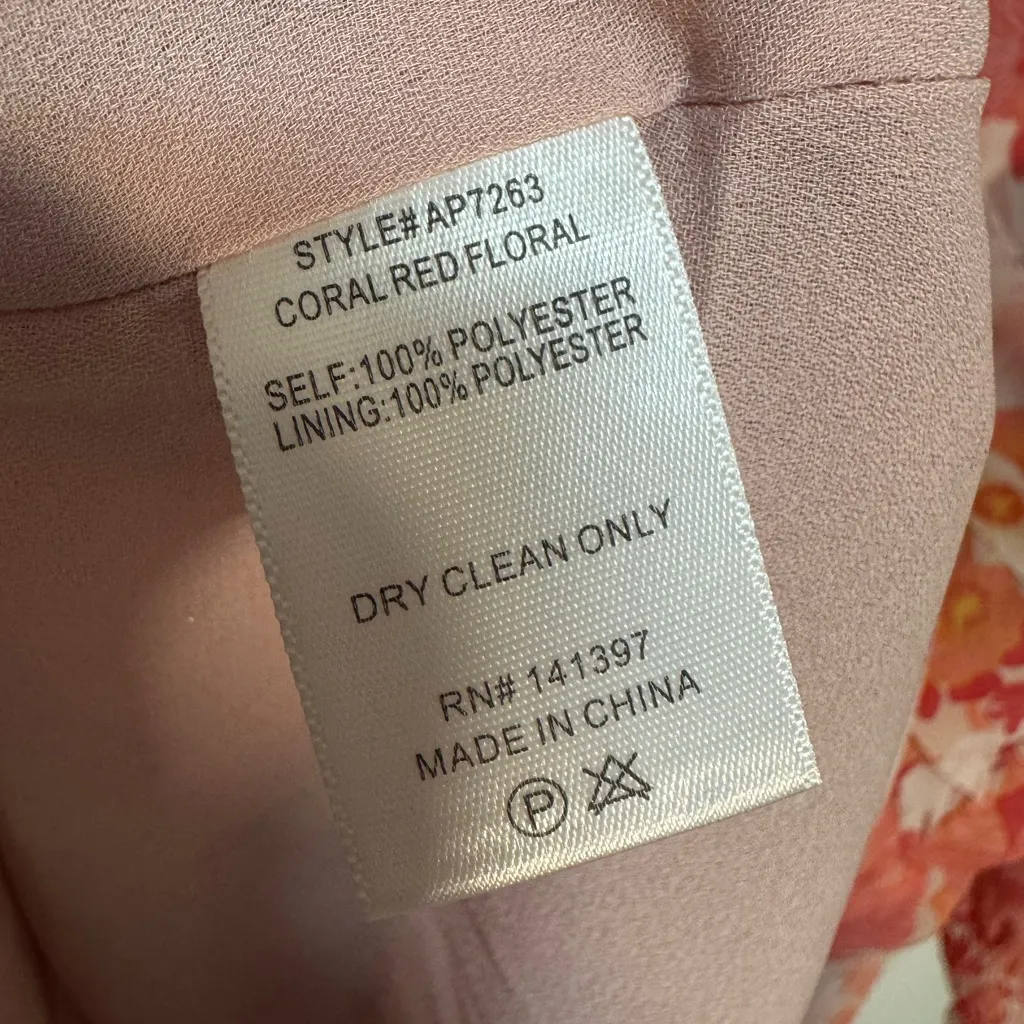 STYLE# AP7263
CORAL RED FLORAL
SELF:100% POLYESTER
LINING:100% POLYESTER
DRY CLEAN ONLY
RN# 141397
MADE IN CHINA
P